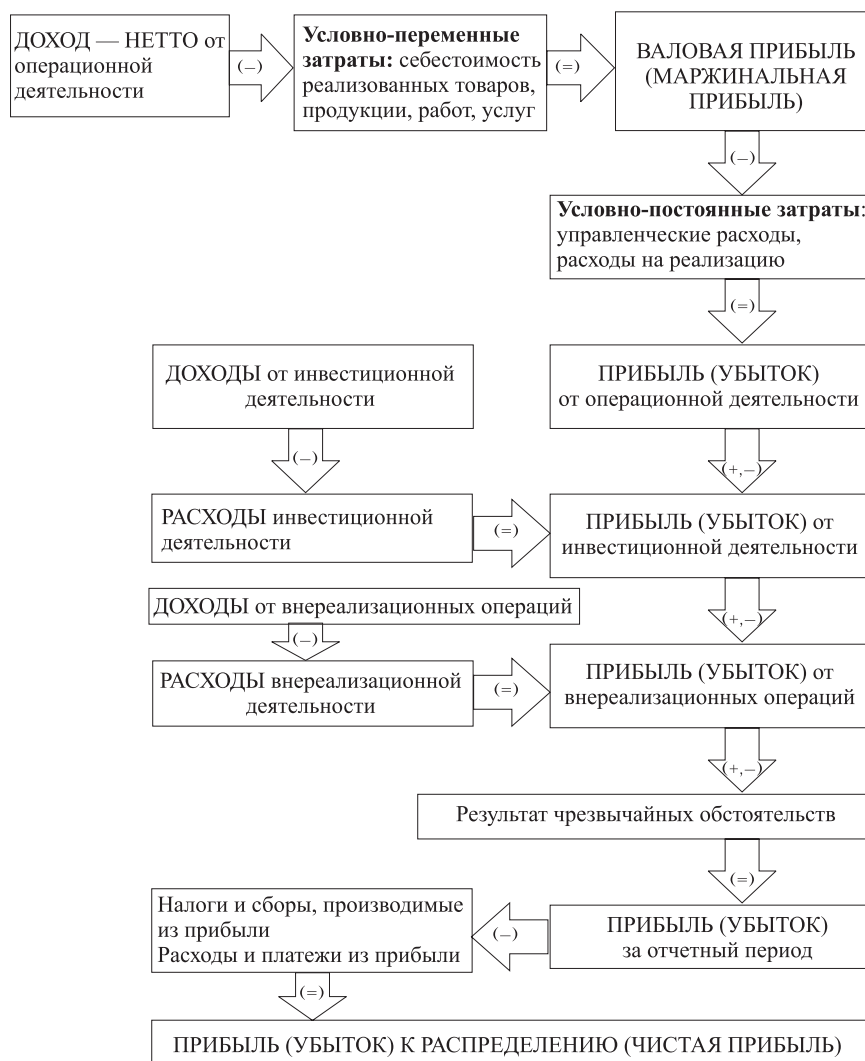 ДОХОД — НЕТТО от
операционной
деятельности
(−)
Условно-переменные
затраты: себестоимость
реализованных товаров,
продукции, работ, услуг
(=)
ВАЛОВАЯ ПРИБЫЛЬ
(МАРЖИНАЛЬНАЯ
ПРИБЫЛЬ)
(−)
Условно-постоянные затраты:
управленческие расходы,
расходы на реализацию
(=)
ДОХОДЫ от инвестиционной
деятельности
ПРИБЫЛЬ (УБЫТОК)
от операционной деятельности
(−)
(+,−)
РАСХОДЫ инвестиционной
деятельности
(=)
ПРИБЫЛЬ (УБЫТОК) от
инвестиционной деятельности
ДОХОДЫ от внереализационных операций
(−)
(+,−)
РАСХОДЫ внереализационной
деятельности
(=)
ПРИБЫЛЬ (УБЫТОК) от
внереализационных операций
(+,−)
Результат чрезвычайных обстоятельств
(=)
Налоги и сборы, производимые
из прибыли
Расходы и платежи из прибыли
(−)
ПРИБЫЛЬ (УБЫТОК)
за отчетный период
(=)
ПРИБЫЛЬ (УБЫТОК) К РАСПРЕДЕЛЕНИЮ (ЧИСТАЯ ПРИБЫЛЬ)